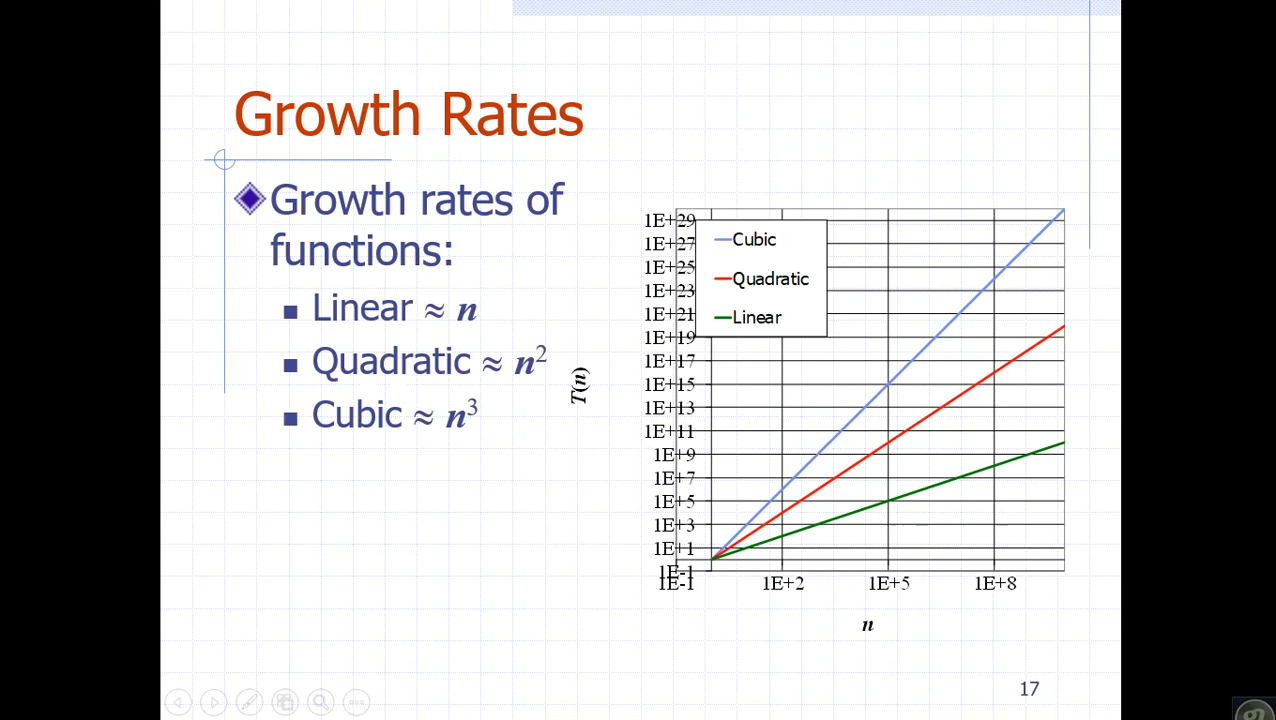 Growth Rates
Growth rates of
functions:
Linear ≈ n
Quadratic ≈ n²
Cubic ≈ n³
T(n)
1E+29
1E+27
1E+25
1E+23
1E+21
1E+19
1E+17
1E+15
1E+13
1E+11
1E+9
1E+7
1E+5
1E+3
1E+1
1E-1
Cubic
Quadratic
Linear
1E-1 1E+2 1E+5 1E+8
n
17